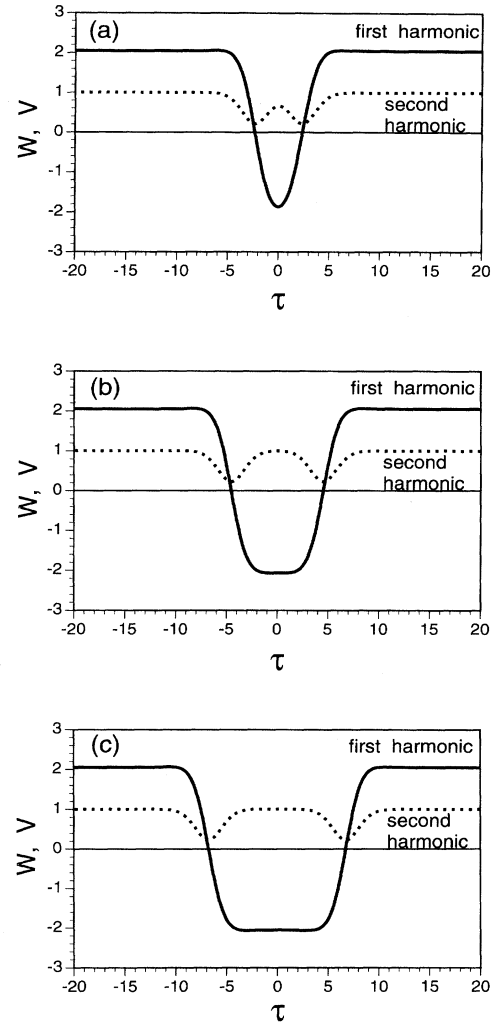 (a)
first harmonic
second
harmonic
W, V
3
2
1
0
-1
-2
-3
-20 -15 -10 -5 0 5 10 15 20
τ
(b)
first harmonic
second
harmonic
W, V
3
2
1
0
-1
-2
-3
-20 -15 -10 -5 0 5 10 15 20
τ
(c)
first harmonic
second
harmonic
W, V
3
2
1
0
-1
-2
-3
-20 -15 -10 -5 0 5 10 15 20
τ